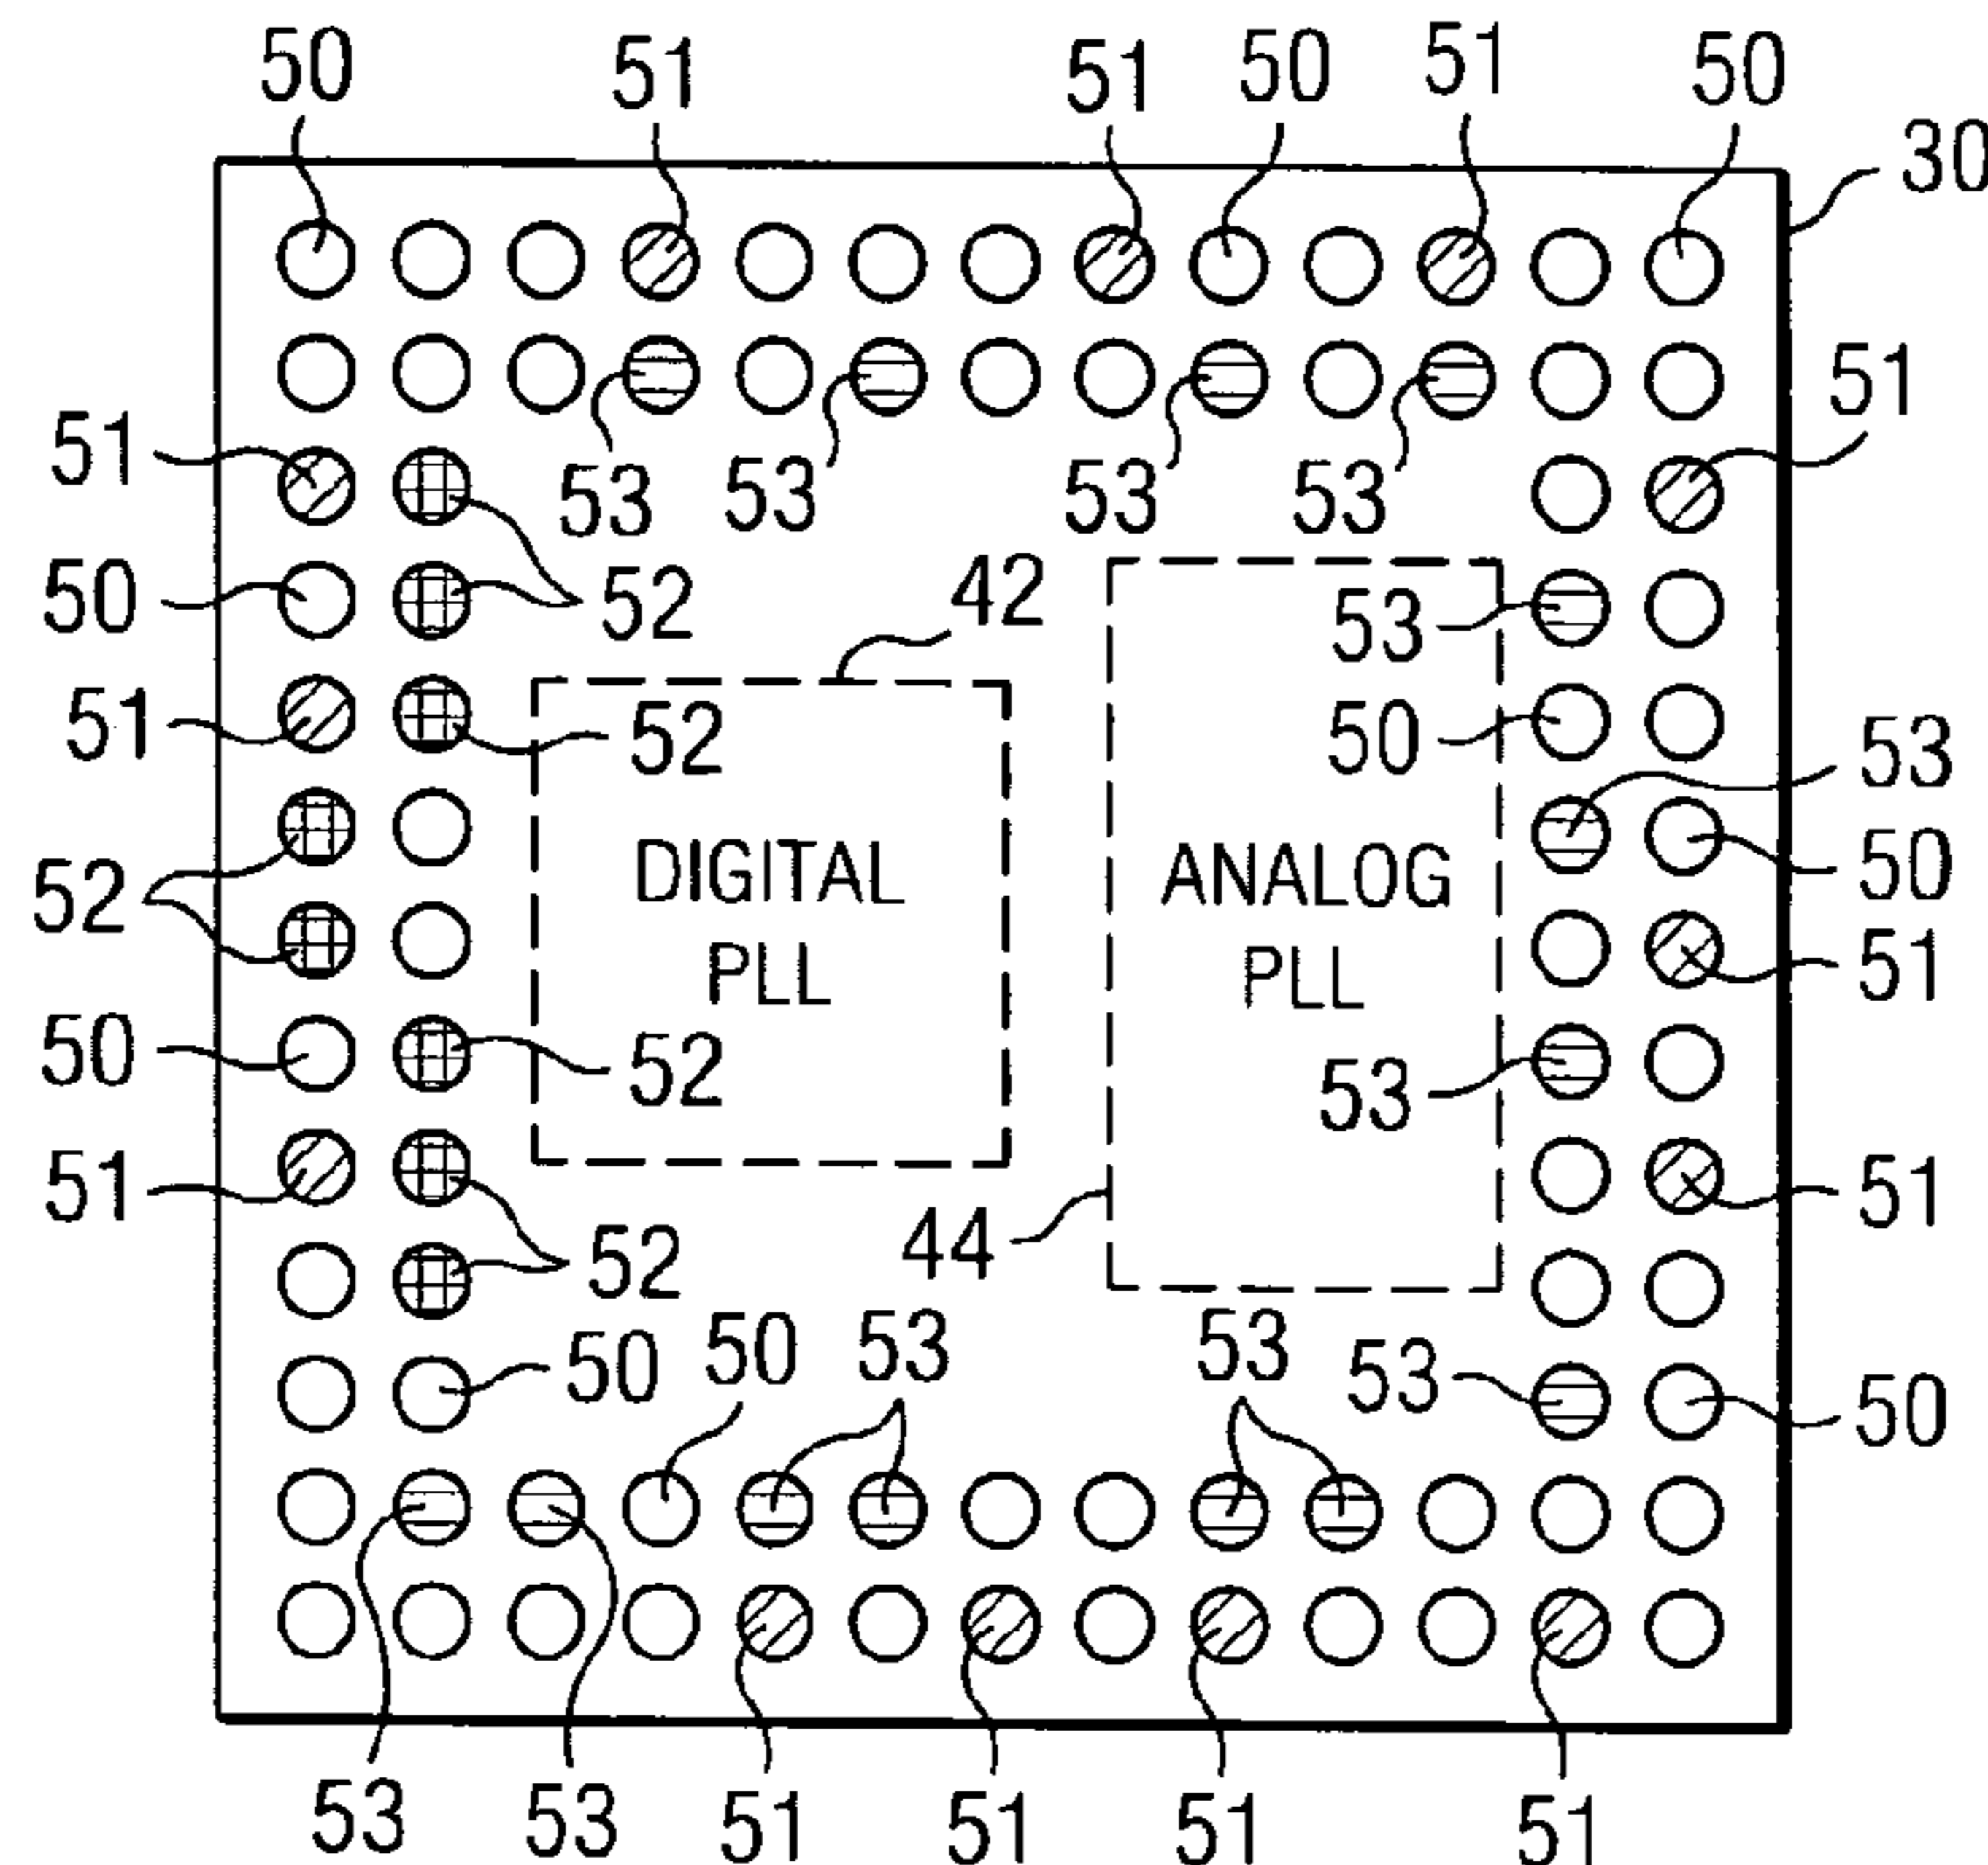 50 51 51 50 51 50
30
51
51 53 53 53 53
50 52 42 53
51 52 50 53
DIGITAL ANALOG
52 50
PLL PLL 51
50 52 53
51 52 44 51
50 50 53 53 53 50
53 53 51 51 51 51